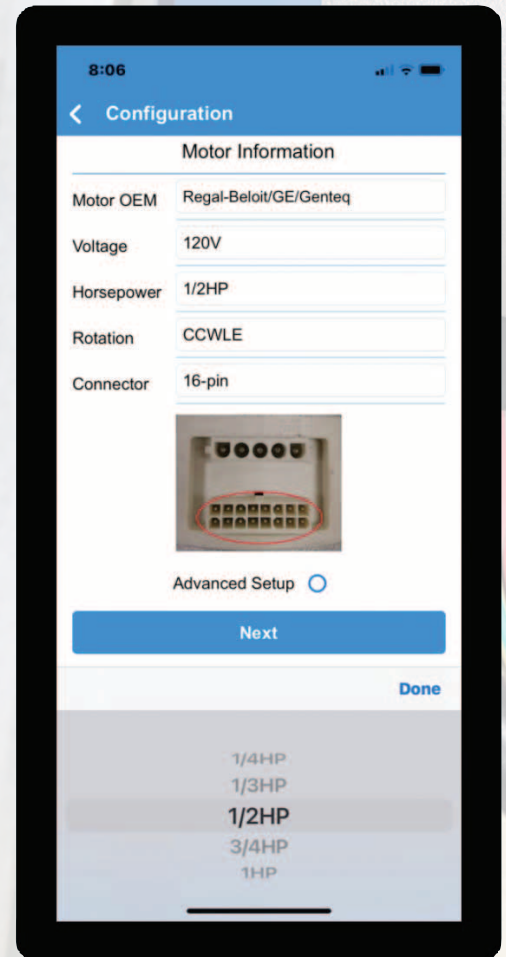 8:06
Configuration
Motor Information
Motor OEM Regal-Beloit/GE/Genteq
Voltage 120V
Horsepower 1/2HP
Rotation CCWLE
Connector 16-pin
Advanced Setup
Next
Done
1/4HP
1/3HP
1/2HP
3/4HP
1HP